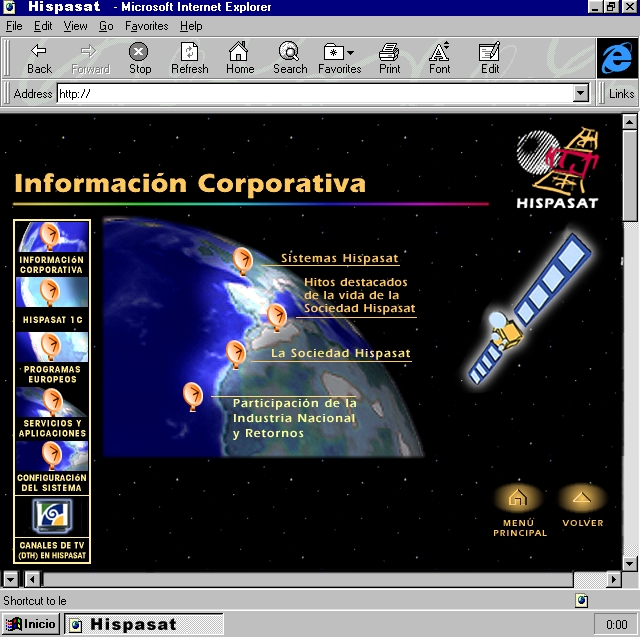 Hispasat - Microsoft Internet Explorer
File Edit View Go Favorites Help
Back Forward Stop Refresh Home Search Favorites Print Font Edit
Address http:// Links
Información Corporativa
HISPASAT
INFORMACIóN
CORPORATIVA
HISPASAT 1C
PROGRAMAS
EUROPEOS
SERVICIOS Y
APLICACIONES
CONFIGURACIóN
DEL SISTEMA
CANALES DE TV
(DTH) EN HISPASAT
Sistemas Hispasat
Hitos destacados
de la vida de la
Sociedad Hispasat
La Sociedad Hispasat
Participación de la
Industria Nacional
y Retornos
MENÚ
PRINCIPAL
VOLVER
Shortcut to le
Inicio Hispasat 0:00